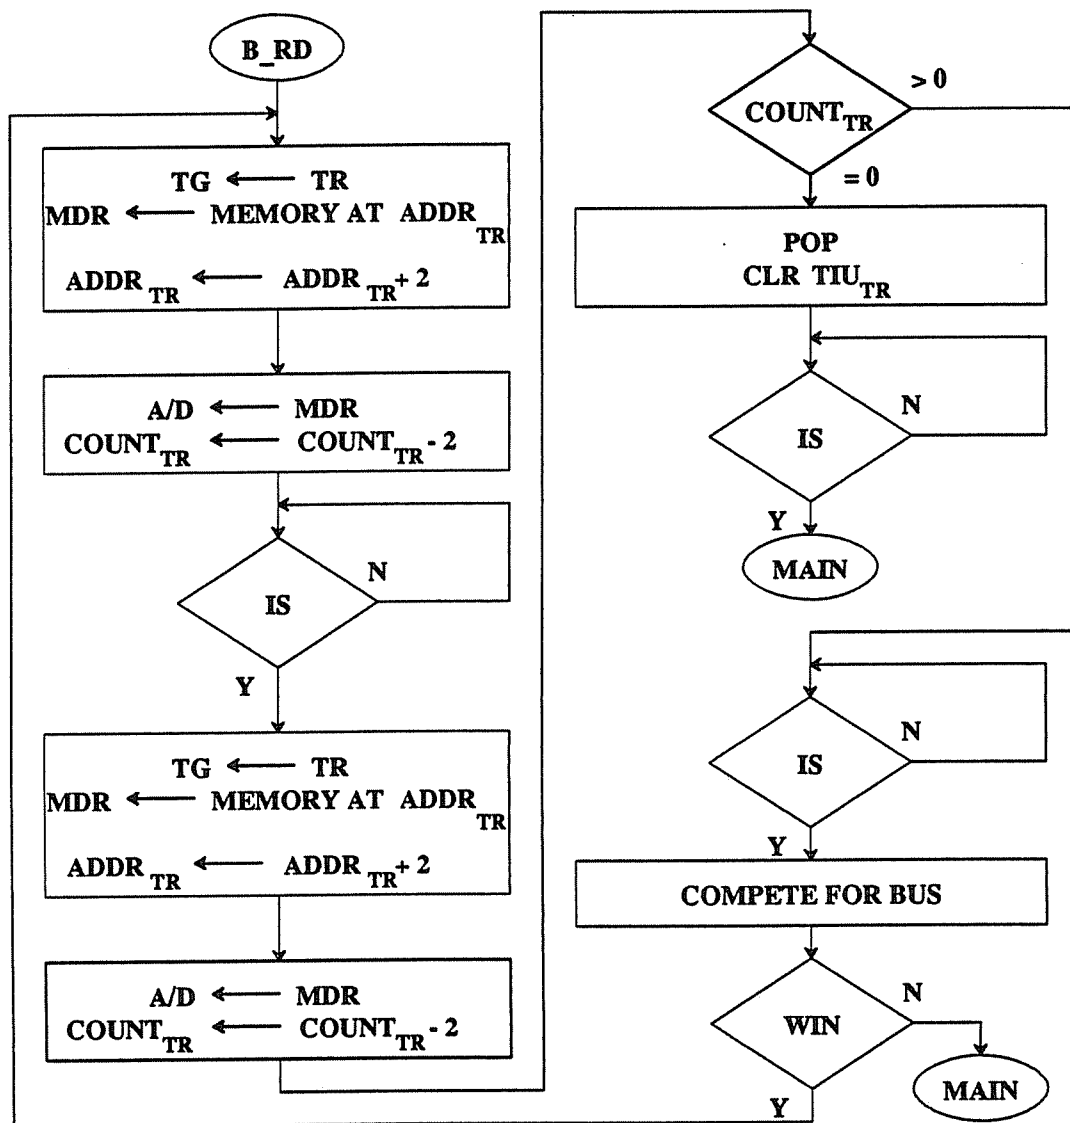 B_RD
TG ← TR
MDR ← MEMORY AT ADDR TR
ADDR TR ← ADDR TR + 2
A/D ← MDR
COUNT TR ← COUNT TR - 2
IS
N
Y
TG ← TR
MDR ← MEMORY AT ADDR TR
ADDR TR ← ADDR TR + 2
A/D ← MDR
COUNT TR ← COUNT TR - 2
COUNT TR
> 0
= 0
POP
CLR TIU TR
IS
N
Y
MAIN
IS
N
Y
COMPETE FOR BUS
WIN
N
MAIN
Y